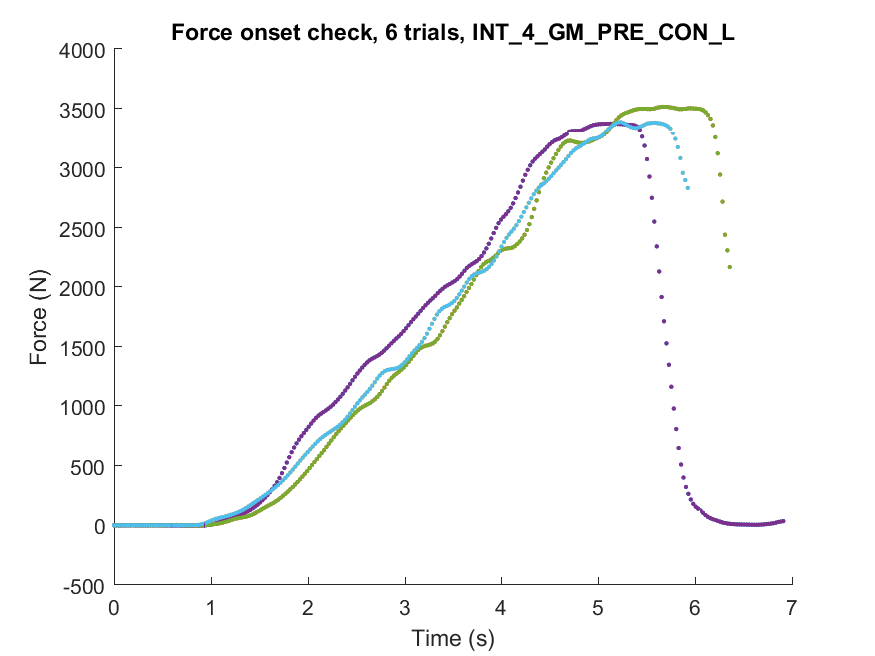 Force onset check, 6 trials, INT_4_GM_PRE_CON_L
4000
3500
3000
2500
2000
1500
1000
500
0
-500
Force (N)
0 1 2 3 4 5 6 7
Time (s)